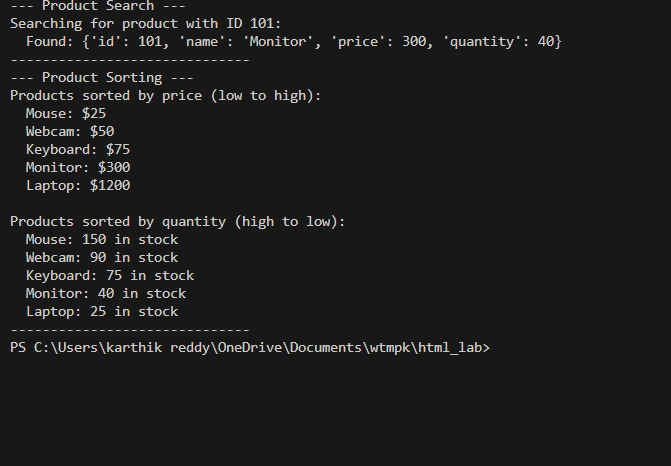 --- Product Search ---
Searching for product with ID 101:
  Found: {'id': 101, 'name': 'Monitor', 'price': 300, 'quantity': 40}
------------------------------
--- Product Sorting ---
Products sorted by price (low to high):
  Mouse: $25
  Webcam: $50
  Keyboard: $75
  Monitor: $300
  Laptop: $1200

Products sorted by quantity (high to low):
  Mouse: 150 in stock
  Webcam: 90 in stock
  Keyboard: 75 in stock
  Monitor: 40 in stock
  Laptop: 25 in stock
------------------------------
PS C:\Users\karthik reddy\OneDrive\Documents\wtmpk\html_lab>